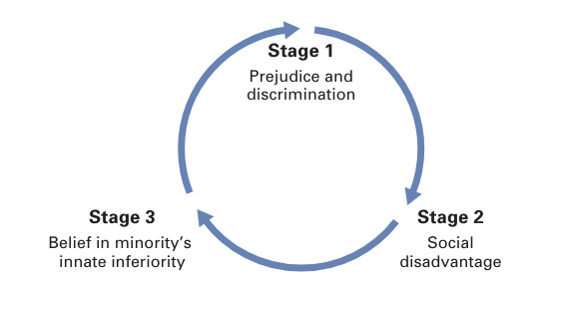 Stage 1
Prejudice and
discrimination
Stage 2
Social
disadvantage
Stage 3
Belief in minority's
innate inferiority